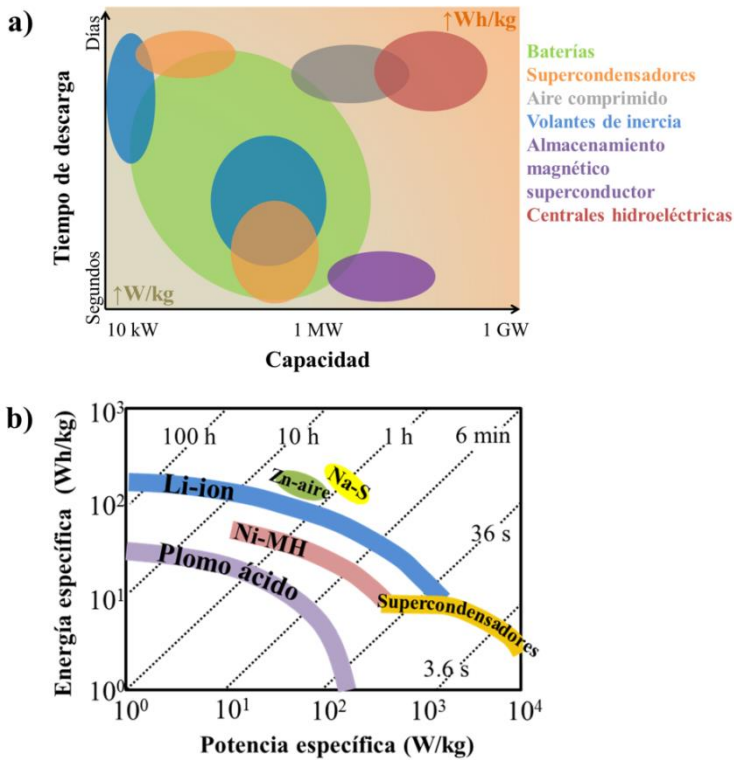 a)
Días
Tiempo de descarga
Segundos
↑Wh/kg
↑W/kg
10 kW
1 MW
1 GW
Capacidad
Baterías
Supercondensadores
Aire comprimido
Volantes de inercia
Almacenamiento
magnético
superconductor
Centrales hidroeléctricas
b)
Energía específica (Wh/kg)
10³
10²
10¹
10⁰
100 h
10 h
1 h
6 min
36 s
3.6 s
Li-ion
Zn-aire
Na-S
Ni-MH
Plomo ácido
Supercondensadores
10⁰
10¹
10²
10³
10⁴
Potencia específica (W/kg)